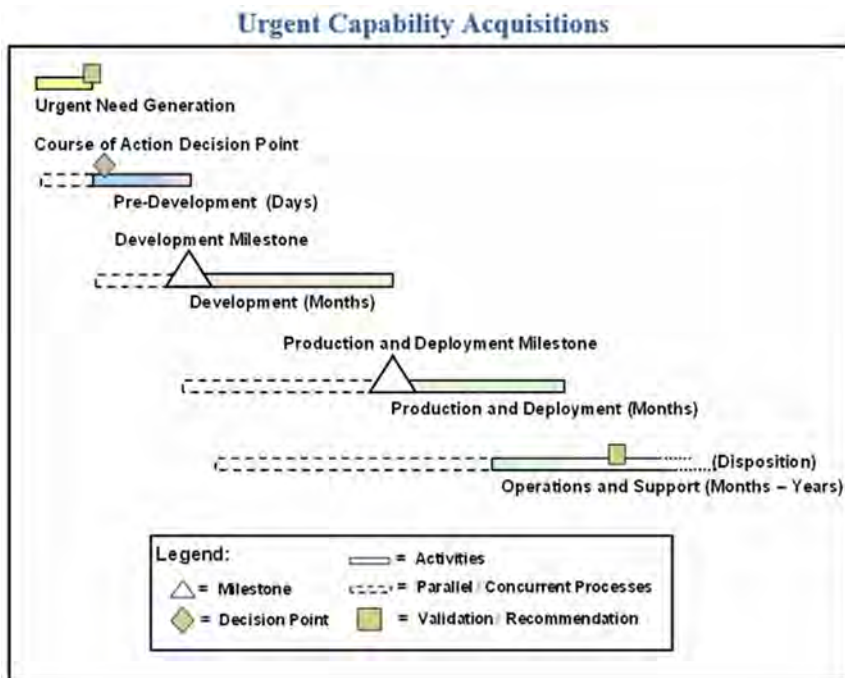 Urgent Capability Acquisitions
Urgent Need Generation
Course of Action Decision Point
Pre-Development (Days)
Development Milestone
Development (Months)
Production and Deployment Milestone
Production and Deployment (Months)
(Disposition)
Operations and Support (Months – Years)
Legend:
= Activities
= Milestone
= Parallel / Concurrent Processes
= Decision Point
= Validation / Recommendation